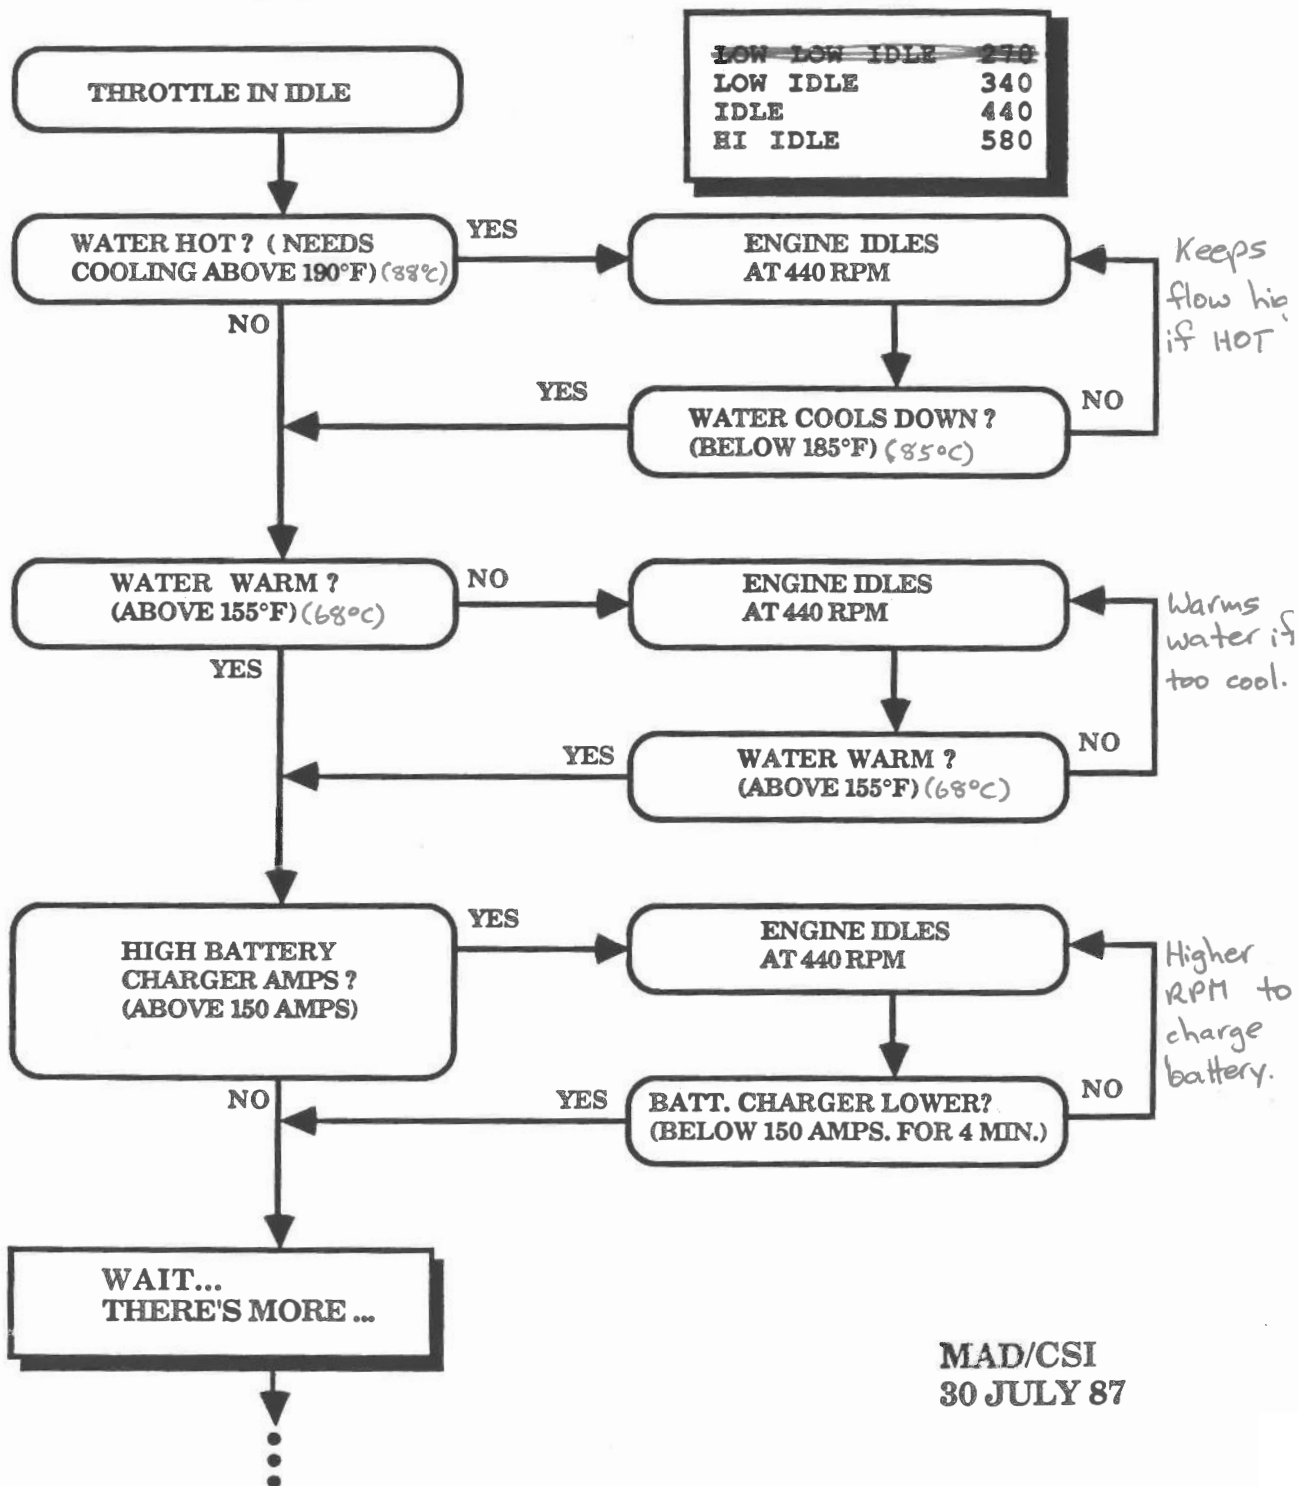 LOW LOW IDLE 270
LOW IDLE 340
IDLE 440
HI IDLE 580
THROTTLE IN IDLE
WATER HOT ? ( NEEDS
COOLING ABOVE 190°F) (88°C)
YES
NO
ENGINE IDLES
AT 440 RPM
Keeps
flow hig
if HOT
WATER COOLS DOWN ?
(BELOW 185°F) (85°C)
YES
NO
WATER WARM ?
(ABOVE 155°F) (68°C)
NO
YES
ENGINE IDLES
AT 440 RPM
Warms
water if
too cool.
WATER WARM ?
(ABOVE 155°F) (68°C)
YES
NO
HIGH BATTERY
CHARGER AMPS ?
(ABOVE 150 AMPS)
YES
NO
ENGINE IDLES
AT 440 RPM
Higher
RPM to
charge
battery.
BATT. CHARGER LOWER?
(BELOW 150 AMPS. FOR 4 MIN.)
YES
NO
WAIT...
THERE'S MORE ...
MAD/CSI
30 JULY 87